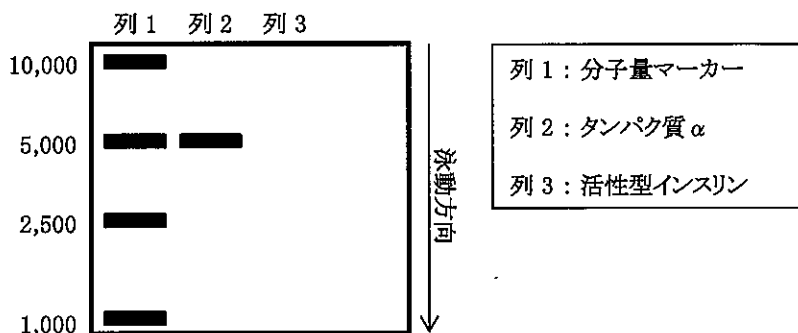 列 1 列 2 列 3
10,000
5,000
2,500
1,000
泳動方向
列 1 : 分子量マーカー
列 2 : タンパク質 α
列 3 : 活性型インスリン